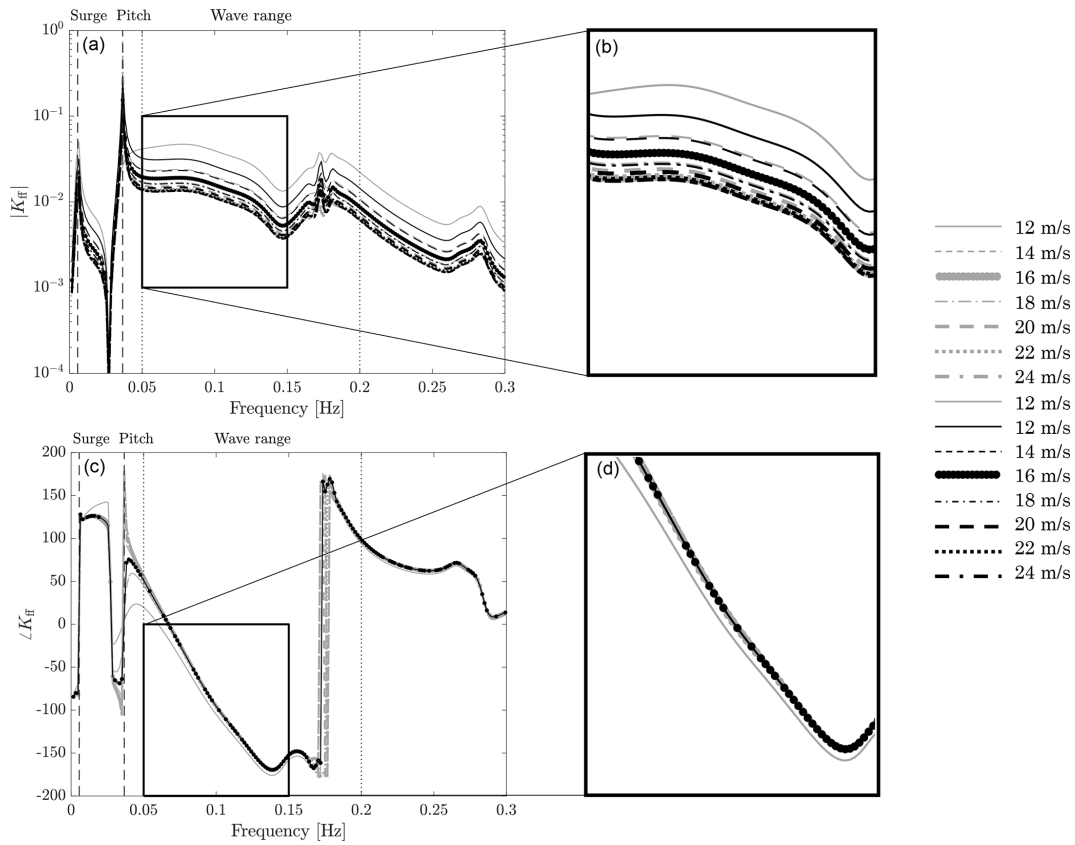 Surge Pitch Wave range
(a)
(b)
10^0
10^-1
10^-2
10^-3
10^-4
|K_ff|
0 0.05 0.1 0.15 0.2 0.25 0.3
Frequency [Hz]
12 m/s
14 m/s
16 m/s
18 m/s
20 m/s
22 m/s
24 m/s
12 m/s
12 m/s
14 m/s
16 m/s
18 m/s
20 m/s
22 m/s
24 m/s
Surge Pitch Wave range
(c)
(d)
200
150
100
50
0
-50
-100
-150
-200
∠K_ff
0 0.05 0.1 0.15 0.2 0.25 0.3
Frequency [Hz]